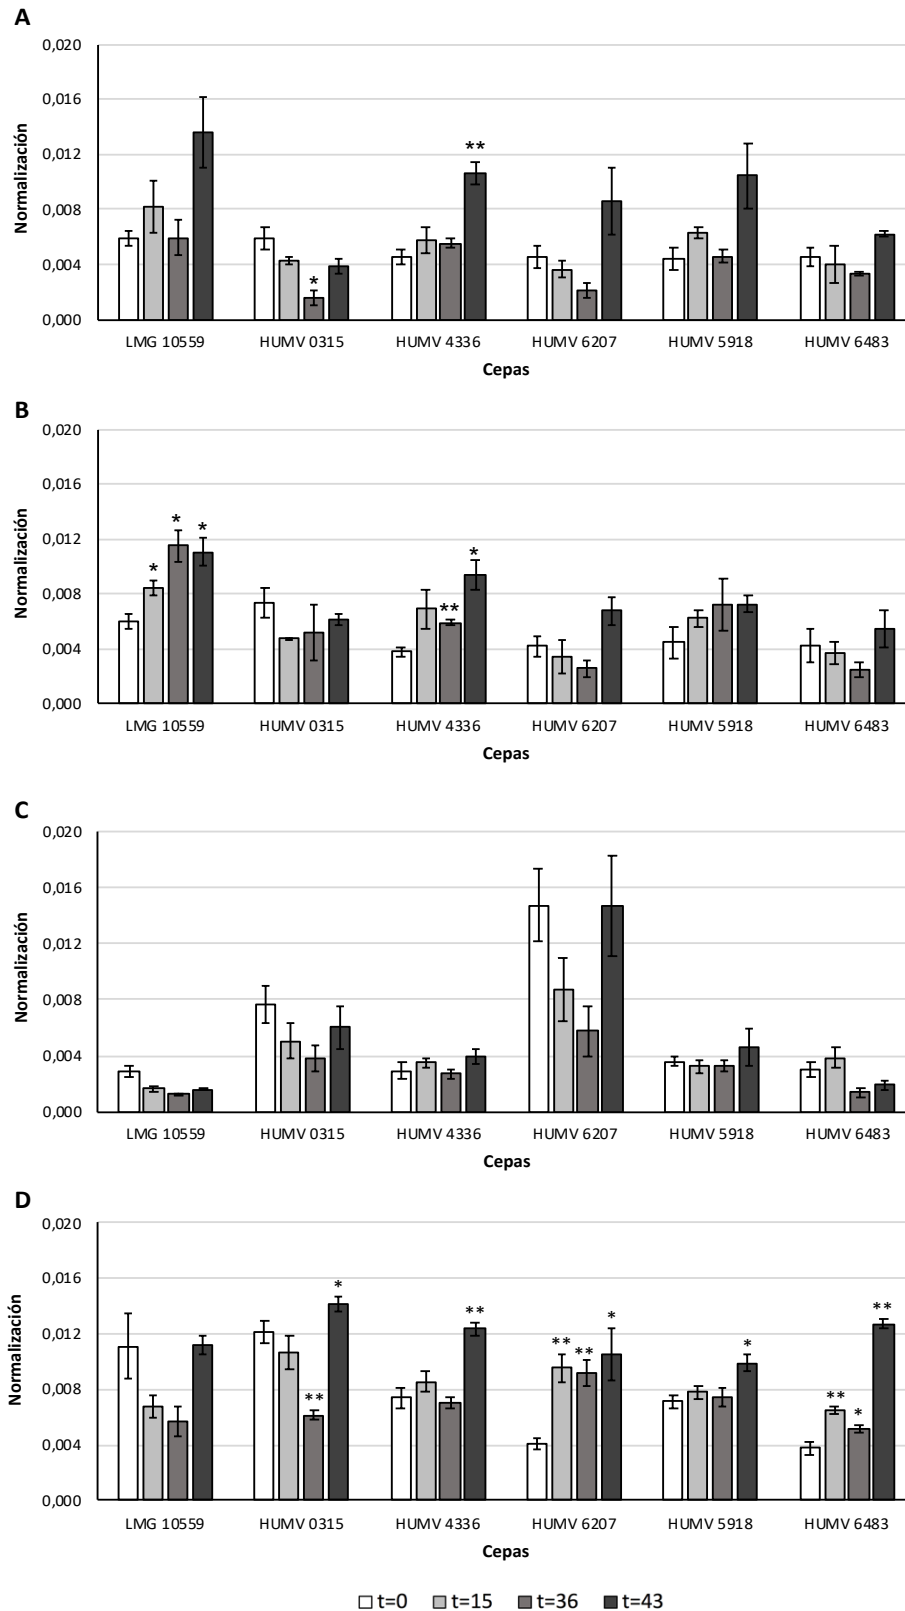 A
0,020
0,016
0,012
0,008
0,004
0,000
Normalización
*
**
LMG 10559 HUMV 0315 HUMV 4336 HUMV 6207 HUMV 5918 HUMV 6483
Cepas
B
0,020
0,016
0,012
0,008
0,004
0,000
Normalización
* * * ** *
LMG 10559 HUMV 0315 HUMV 4336 HUMV 6207 HUMV 5918 HUMV 6483
Cepas
C
0,020
0,016
0,012
0,008
0,004
0,000
Normalización
LMG 10559 HUMV 0315 HUMV 4336 HUMV 6207 HUMV 5918 HUMV 6483
Cepas
D
0,020
0,016
0,012
0,008
0,004
0,000
Normalización
** * ** ** ** * * ** * **
LMG 10559 HUMV 0315 HUMV 4336 HUMV 6207 HUMV 5918 HUMV 6483
Cepas
t=0 t=15 t=36 t=43